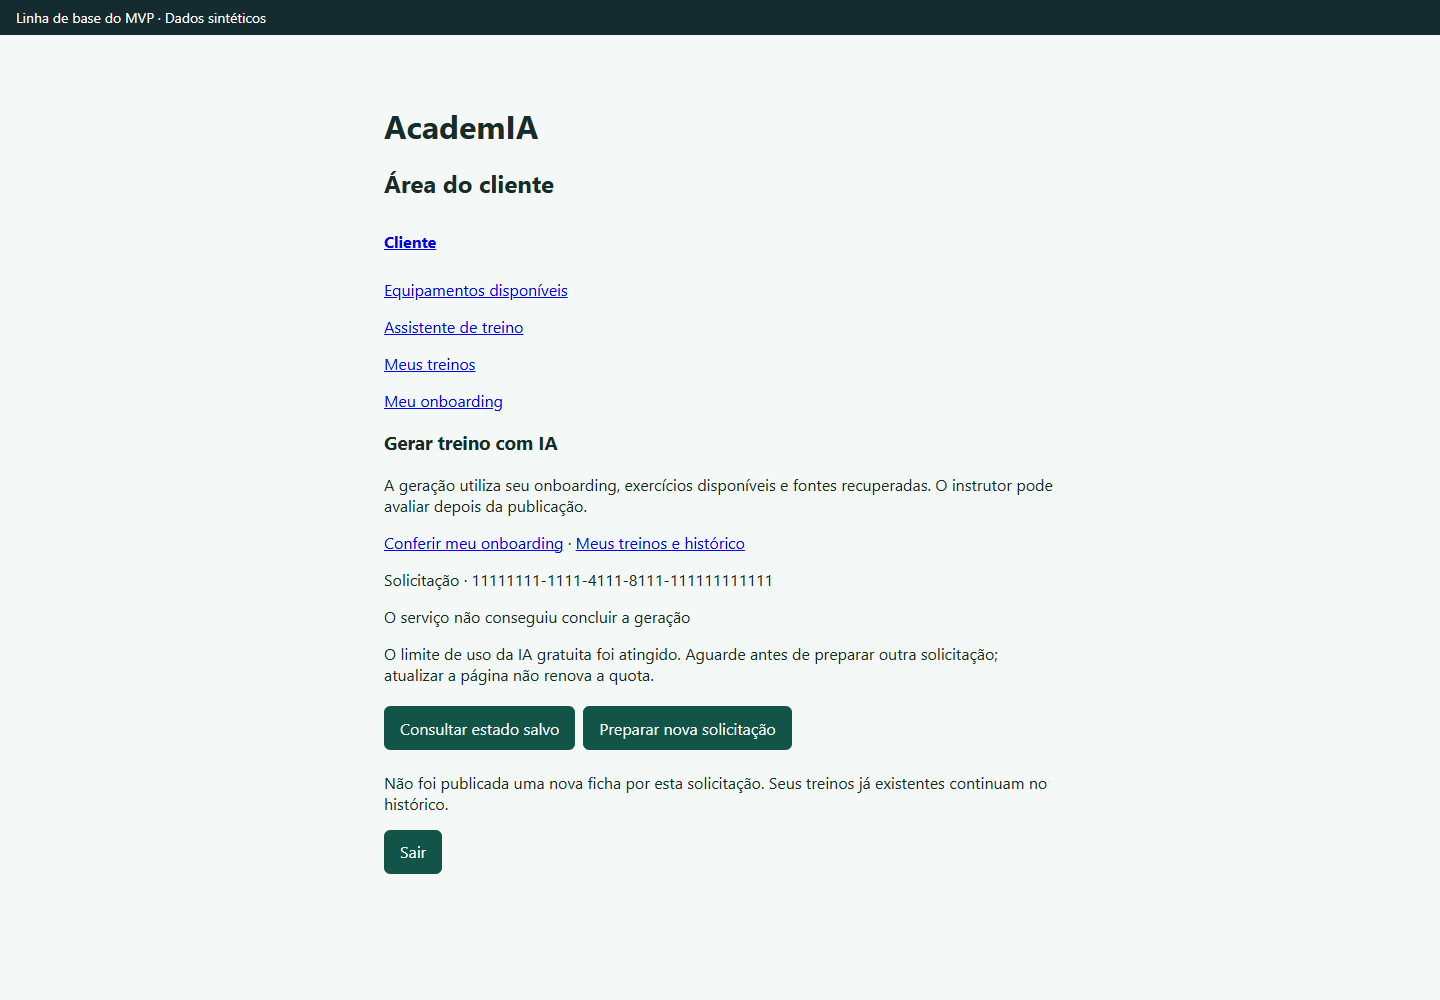 Linha de base do MVP · Dados sintéticos
AcademIA
Área do cliente
Cliente
Equipamentos disponíveis
Assistente de treino
Meus treinos
Meu onboarding
Gerar treino com IA
A geração utiliza seu onboarding, exercícios disponíveis e fontes recuperadas. O instrutor pode
avaliar depois da publicação.
Conferir meu onboarding · Meus treinos e histórico
Solicitação · 11111111-1111-4111-8111-111111111111
O serviço não conseguiu concluir a geração
O limite de uso da IA gratuita foi atingido. Aguarde antes de preparar outra solicitação;
atualizar a página não renova a quota.
Consultar estado salvo Preparar nova solicitação
Não foi publicada uma nova ficha por esta solicitação. Seus treinos já existentes continuam no
histórico.
Sair